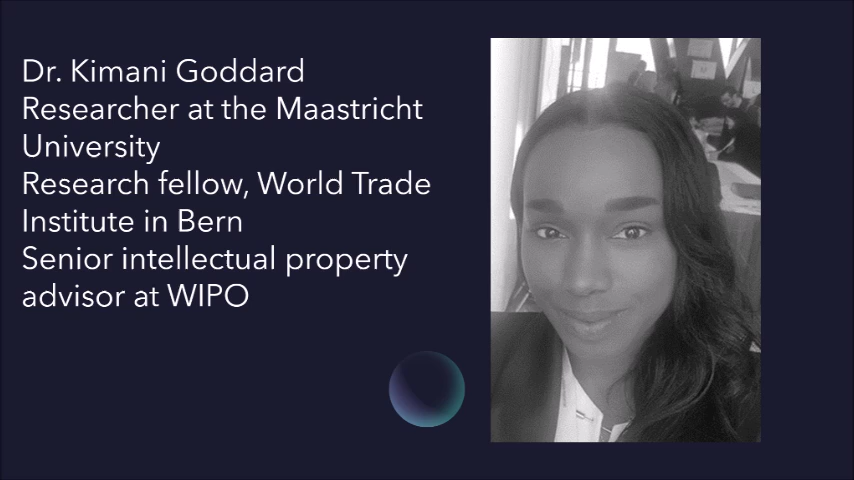 Dr. Kimani Goddard
Researcher at the Maastricht
University
Research fellow, World Trade
Institute in Bern
Senior intellectual property
advisor at WIPO